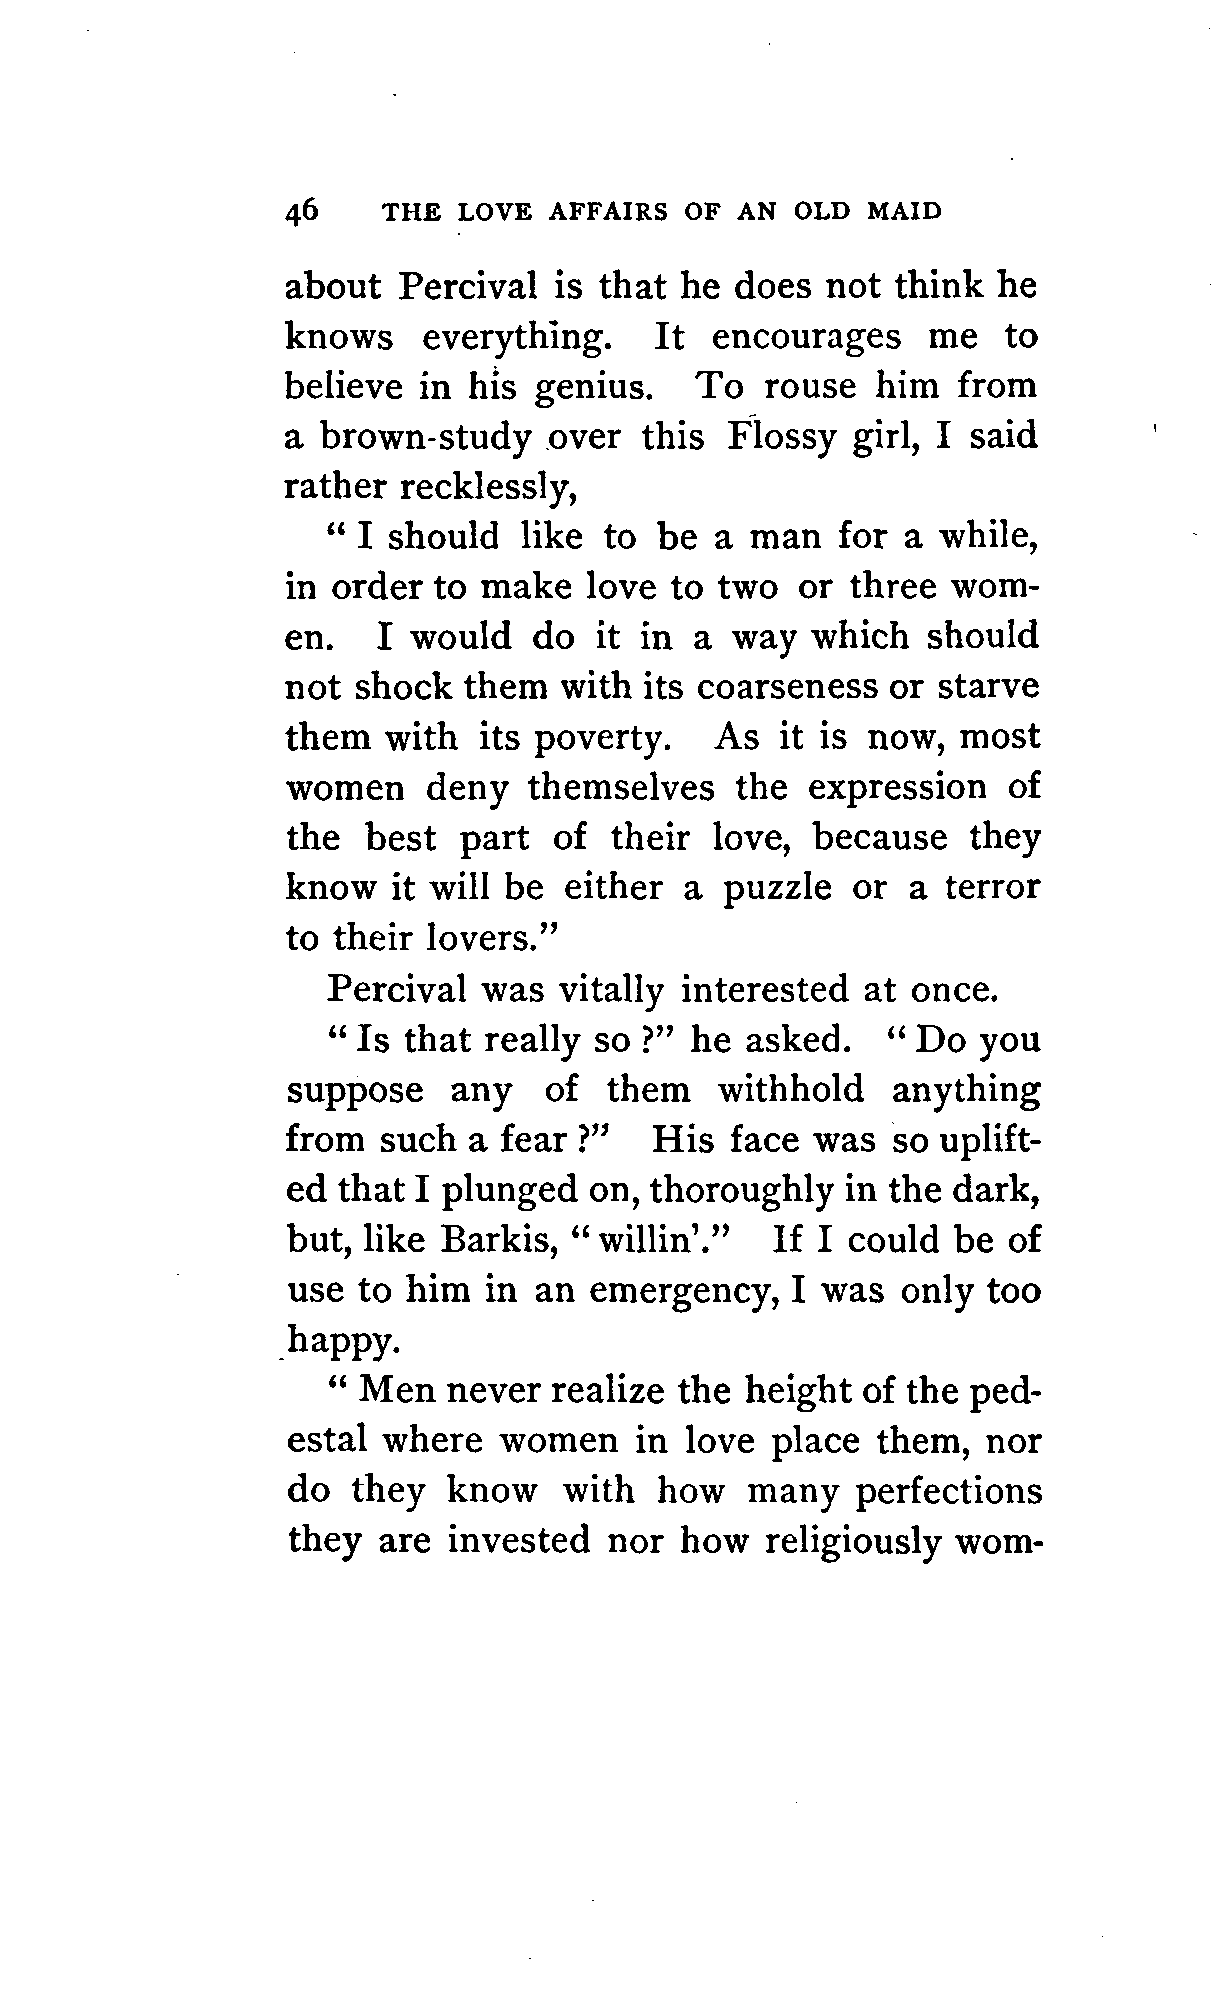 46 THE LOVE AFFAIRS OF AN OLD MAID
about Percival is that he does not think he
knows everything. It encourages me to
believe in his genius. To rouse him from
a brown-study over this Flossy girl, I said
rather recklessly,
“ I should like to be a man for a while,
in order to make love to two or three wom-
en. I would do it in a way which should
not shock them with its coarseness or starve
them with its poverty. As it is now, most
women deny themselves the expression of
the best part of their love, because they
know it will be either a puzzle or a terror
to their lovers.”
Percival was vitally interested at once.
“ Is that really so ?” he asked. “ Do you
suppose any of them withhold anything
from such a fear ?” His face was so uplift-
ed that I plunged on, thoroughly in the dark,
but, like Barkis, “ willin’.” If I could be of
use to him in an emergency, I was only too
happy.
“ Men never realize the height of the ped-
estal where women in love place them, nor
do they know with how many perfections
they are invested nor how religiously wom-